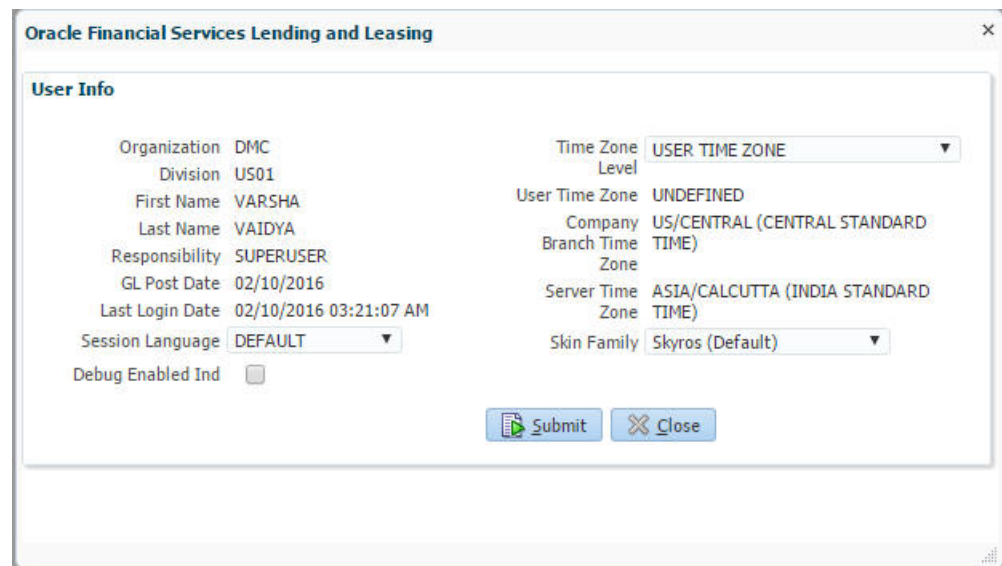 Oracle Financial Services Lending and Leasing
User Info
Organization DMC
Division US01
First Name VARSHA
Last Name VAIDYA
Responsibility SUPERUSER
GL Post Date 02/10/2016
Last Login Date 02/10/2016 03:21:07 AM
Session Language DEFAULT
Debug Enabled Ind
Time Zone USER TIME ZONE
Level
User Time Zone UNDEFINED
Company US/CENTRAL (CENTRAL STANDARD
Branch Time TIME)
Zone
Server Time ASIA/CALCUTTA (INDIA STANDARD
Zone TIME)
Skin Family Skyros (Default)
Submit Close